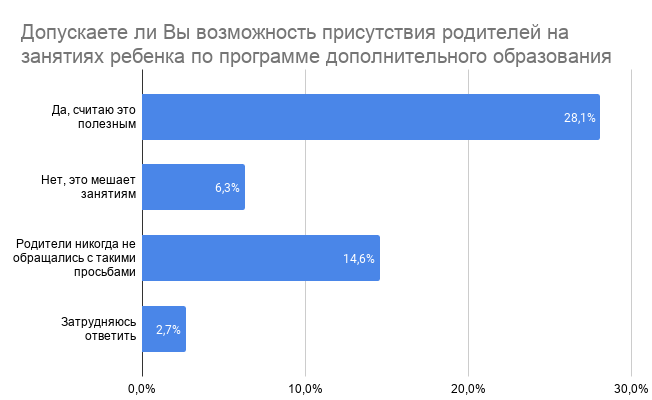 Допускаете ли Вы возможность присутствия родителей на
занятиях ребенка по программе дополнительного образования
Да, считаю это
полезным
28,1%
Нет, это мешает
занятиям
6,3%
Родители никогда не
обращались с такими
просьбами
14,6%
Затрудняюсь
ответить
2,7%
0,0%
10,0%
20,0%
30,0%